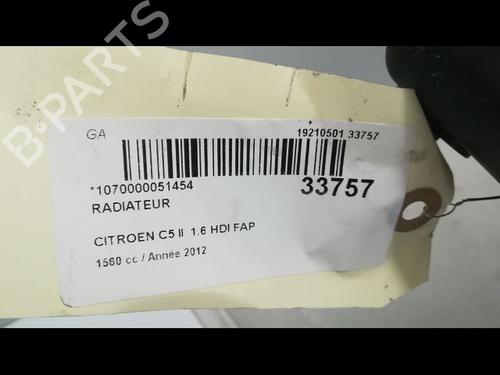 B-PARTS
GA 19210501 33757
*1070000051454 33757
RADIATEUR
CITROEN C5 II 1.6 HDI FAP
1560 cc / Année 2012